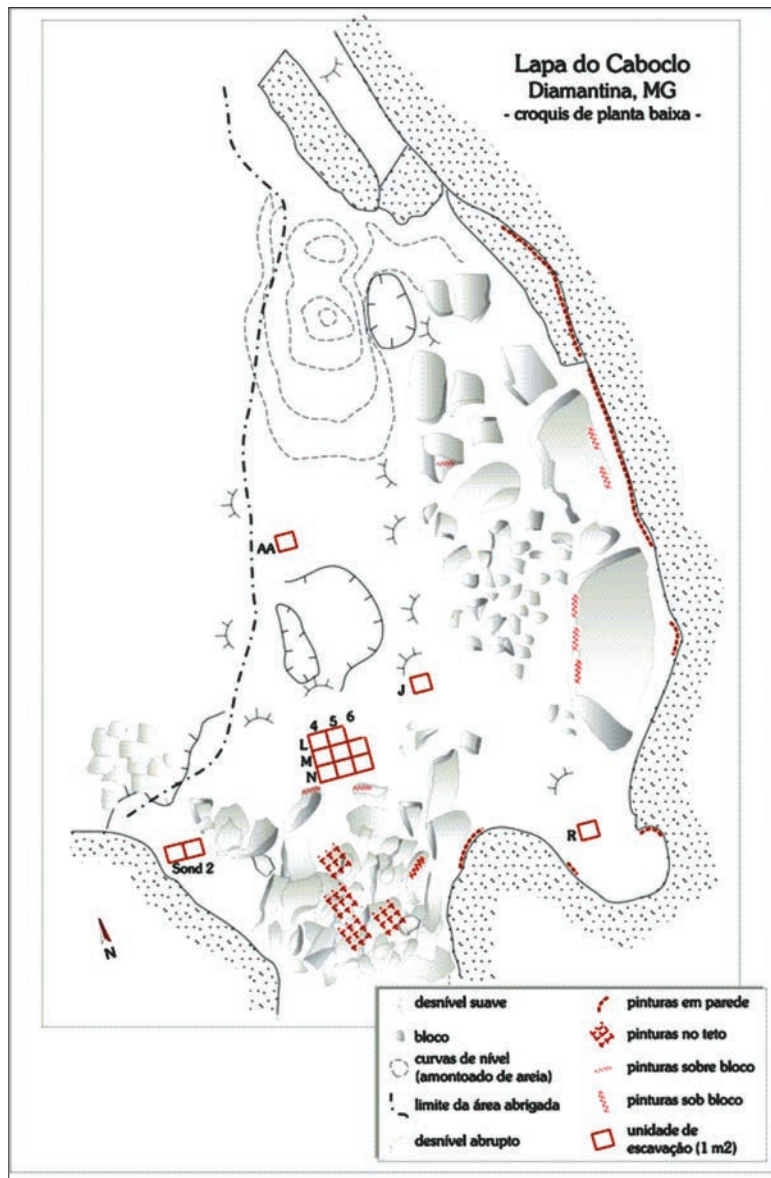 Lapa do Caboclo
Diamantina, MG
- croquis de planta baixa -
AA
J
4 5 6
L
M
N
R
Sond 2
N
desnível suave
bloco
curvas de nível
(amontoado de areia)
limite da área abrigada
desnível abrupto
pinturas em parede
pinturas no teto
pinturas sobre bloco
pinturas sob bloco
unidade de
escavação (1 m2)